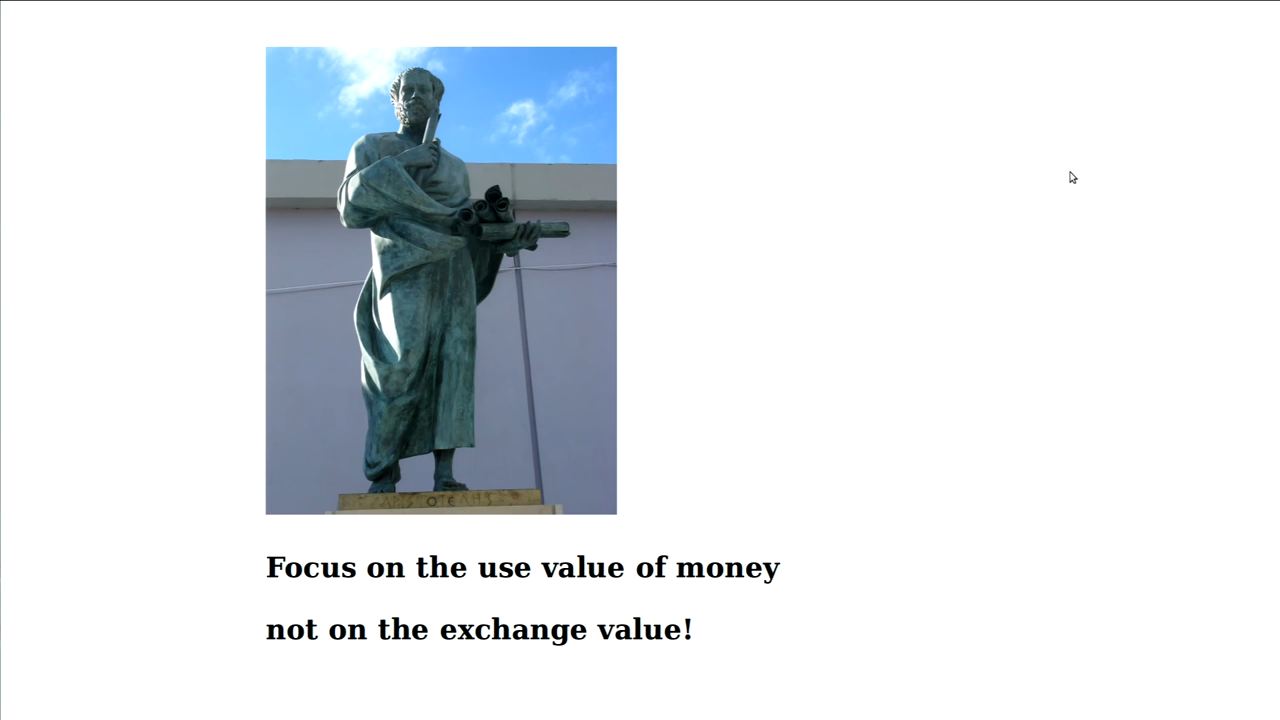 Focus on the use value of money
not on the exchange value!